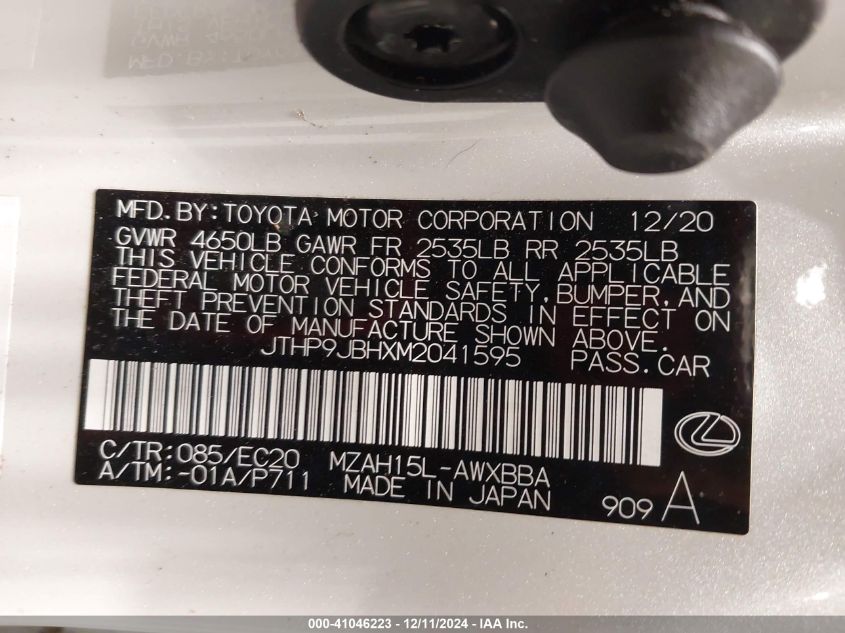 MFD.BY:TOYOTA MOTOR CORPORATION 12/20
GVWR 4650LB GAWR FR 2535LB RR 2535LB
THIS VEHICLE CONFORMS TO ALL APPLICABLE
FEDERAL MOTOR VEHICLE SAFETY,BUMPER,AND
THEFT PREVENTION STANDARDS IN EFFECT ON
THE DATE OF MANUFACTURE SHOWN ABOVE.
JTHP9JBHXM2041595 PASS.CAR
C/TR:085/EC20 MZAH15L-AWXBBA
A/TM:-01A/P711 MADE IN JAPAN 909 A
000-41046223 - 12/11/2024 - IAA Inc.